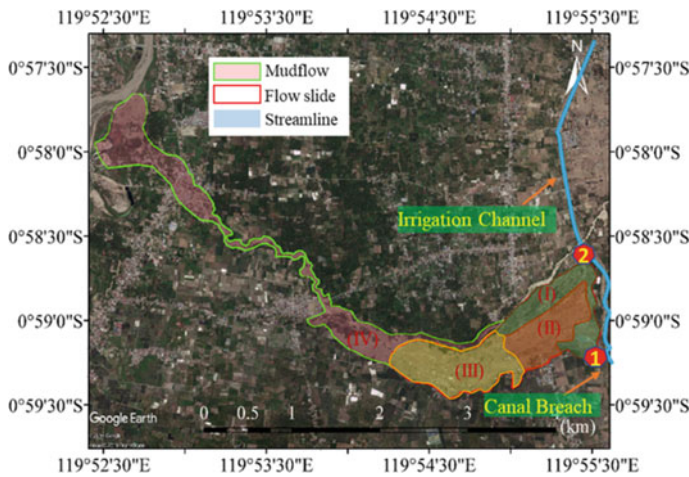 119°52'30"E 119°53'30"E 119°54'30"E 119°55'30"E
0°57'30"S 0°57'30"S
N
Mudflow
Flow slide
Streamline
0°58'0"S 0°58'0"S
Irrigation Channel
0°58'30"S 0°58'30"S
2
(I)
0°59'0"S 0°59'0"S
(II)
(IV)
1
(III)
0°59'30"S 0°59'30"S
Canal Breach
Google Earth
0 0.5 1 2 3
(km)
119°52'30"E 119°53'30"E 119°54'30"E 119°55'30"E